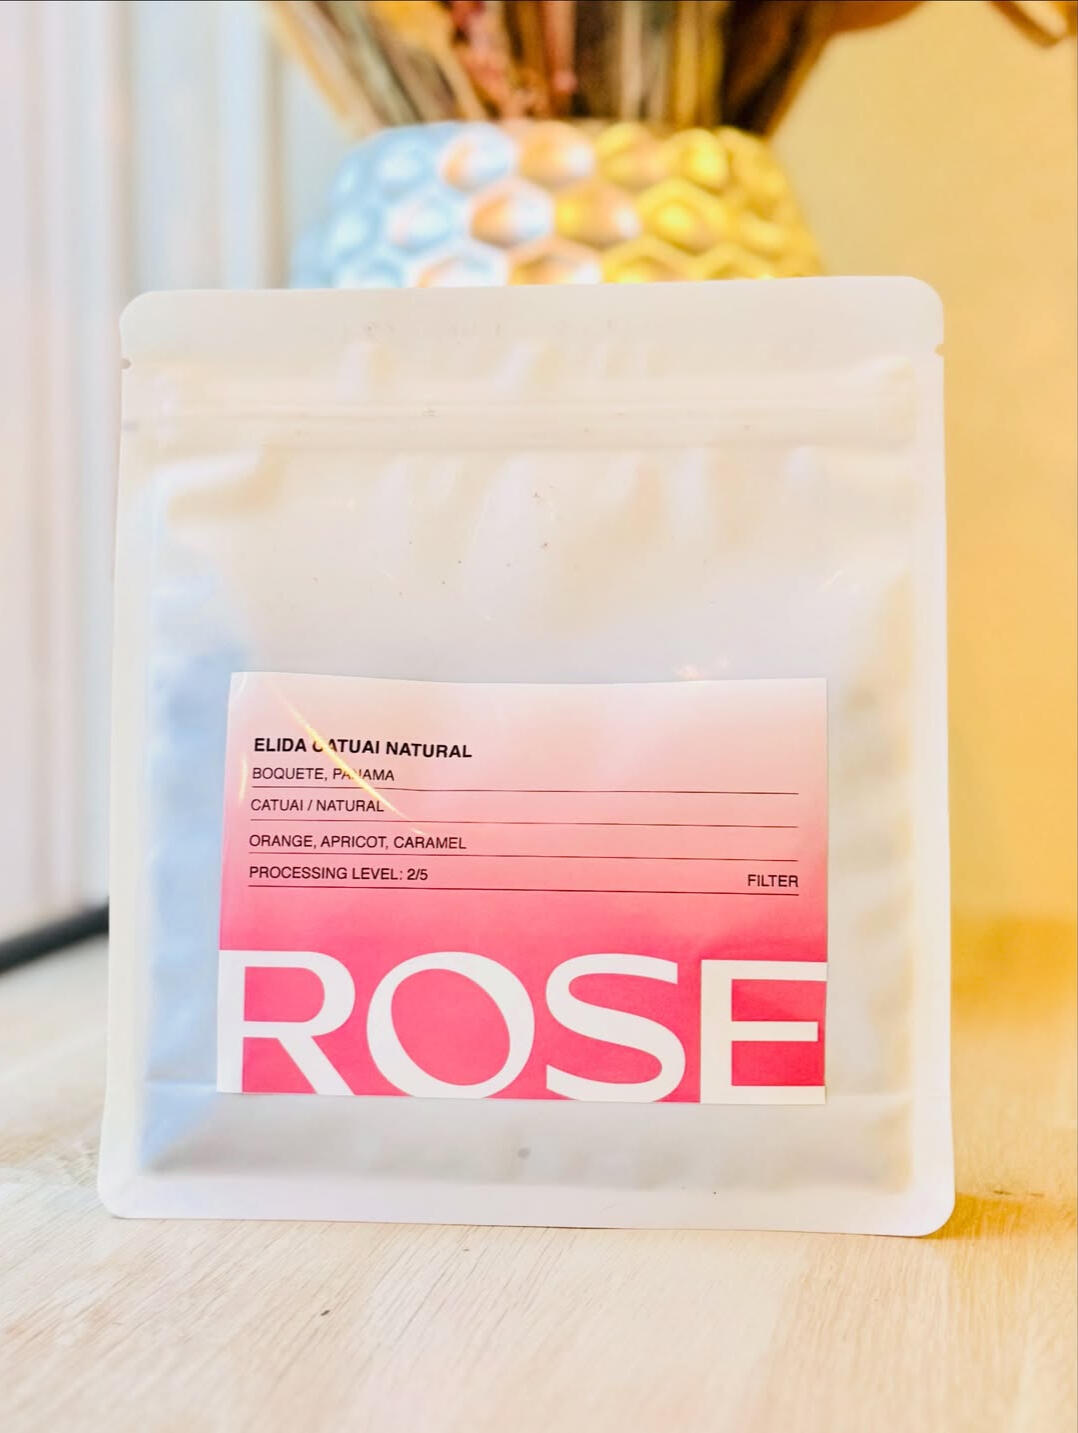 ELIDA CATUAI NATURAL
BOQUETE, PANAMA
CATUAI / NATURAL
ORANGE, APRICOT, CARAMEL
PROCESSING LEVEL: 2/5 FILTER
ROSE